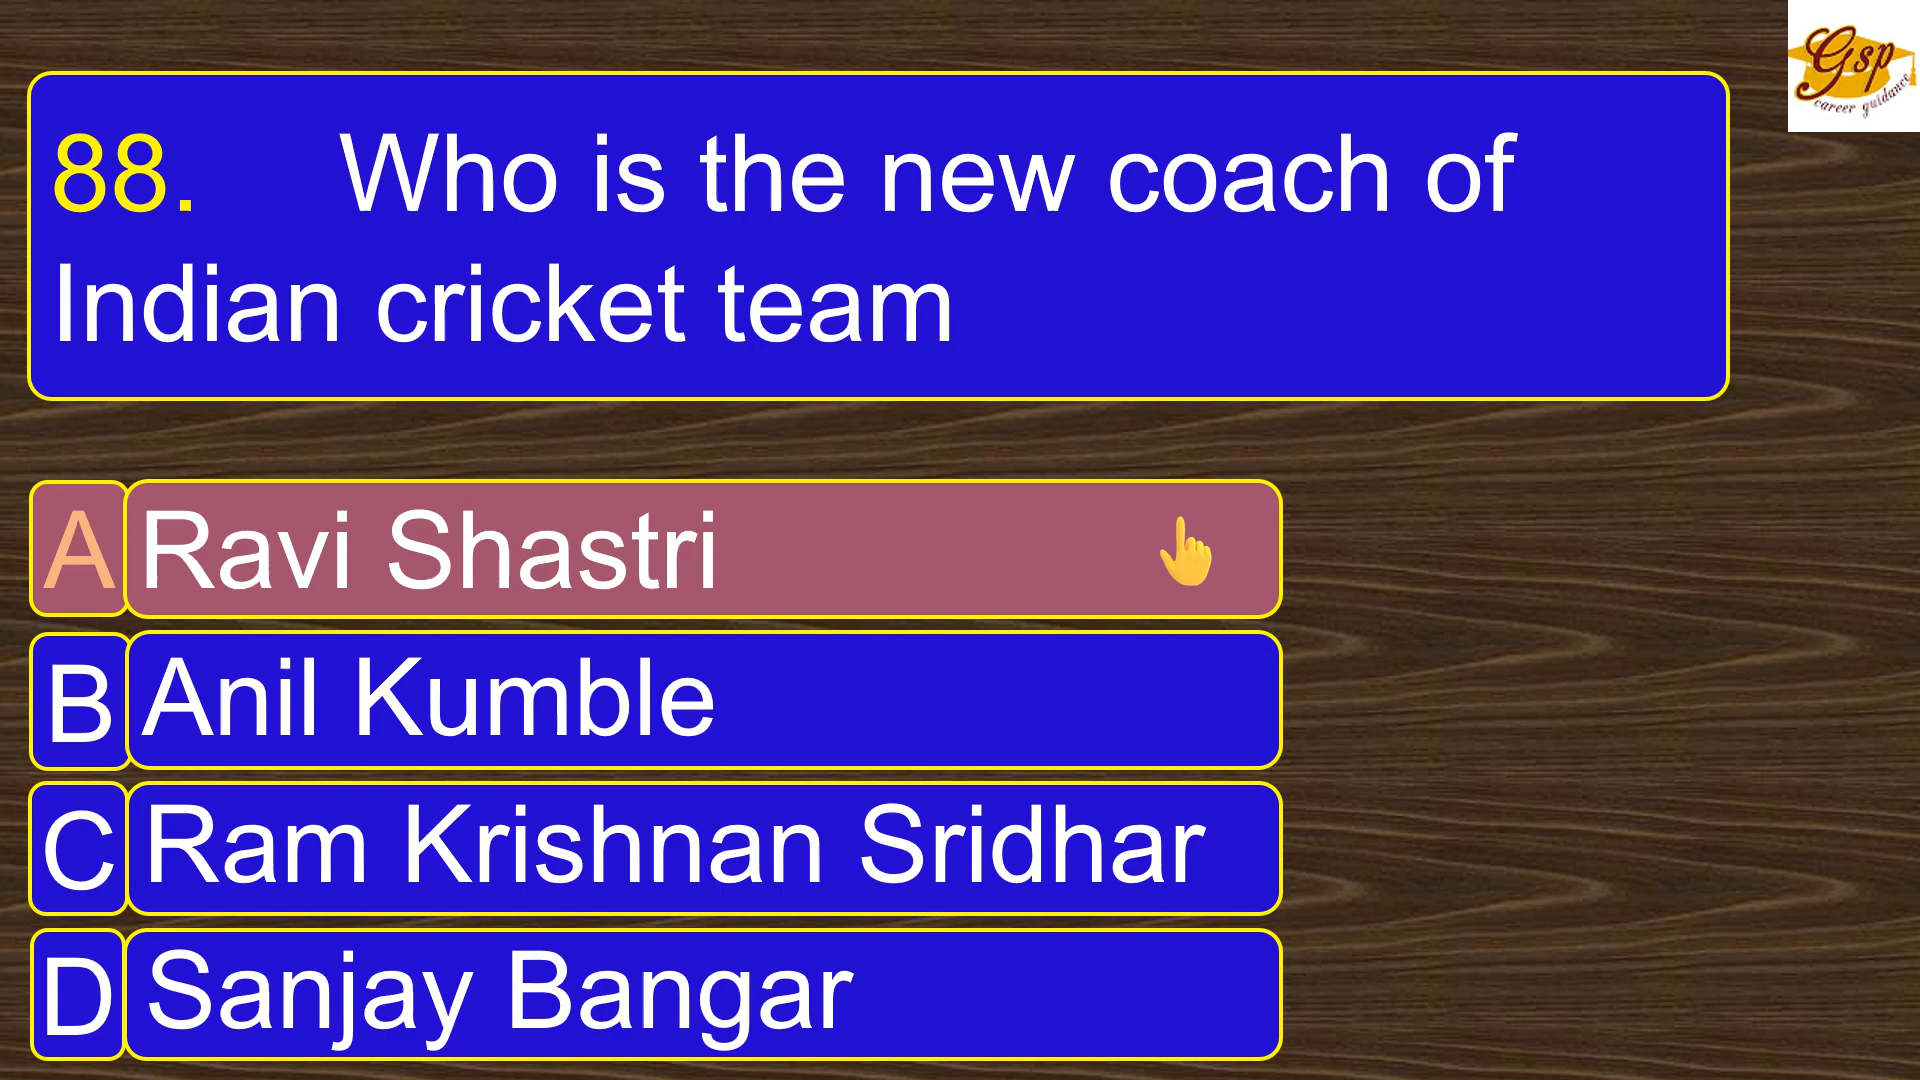 Gsp
career guidance
88. Who is the new coach of
Indian cricket team
A Ravi Shastri
B Anil Kumble
C Ram Krishnan Sridhar
D Sanjay Bangar